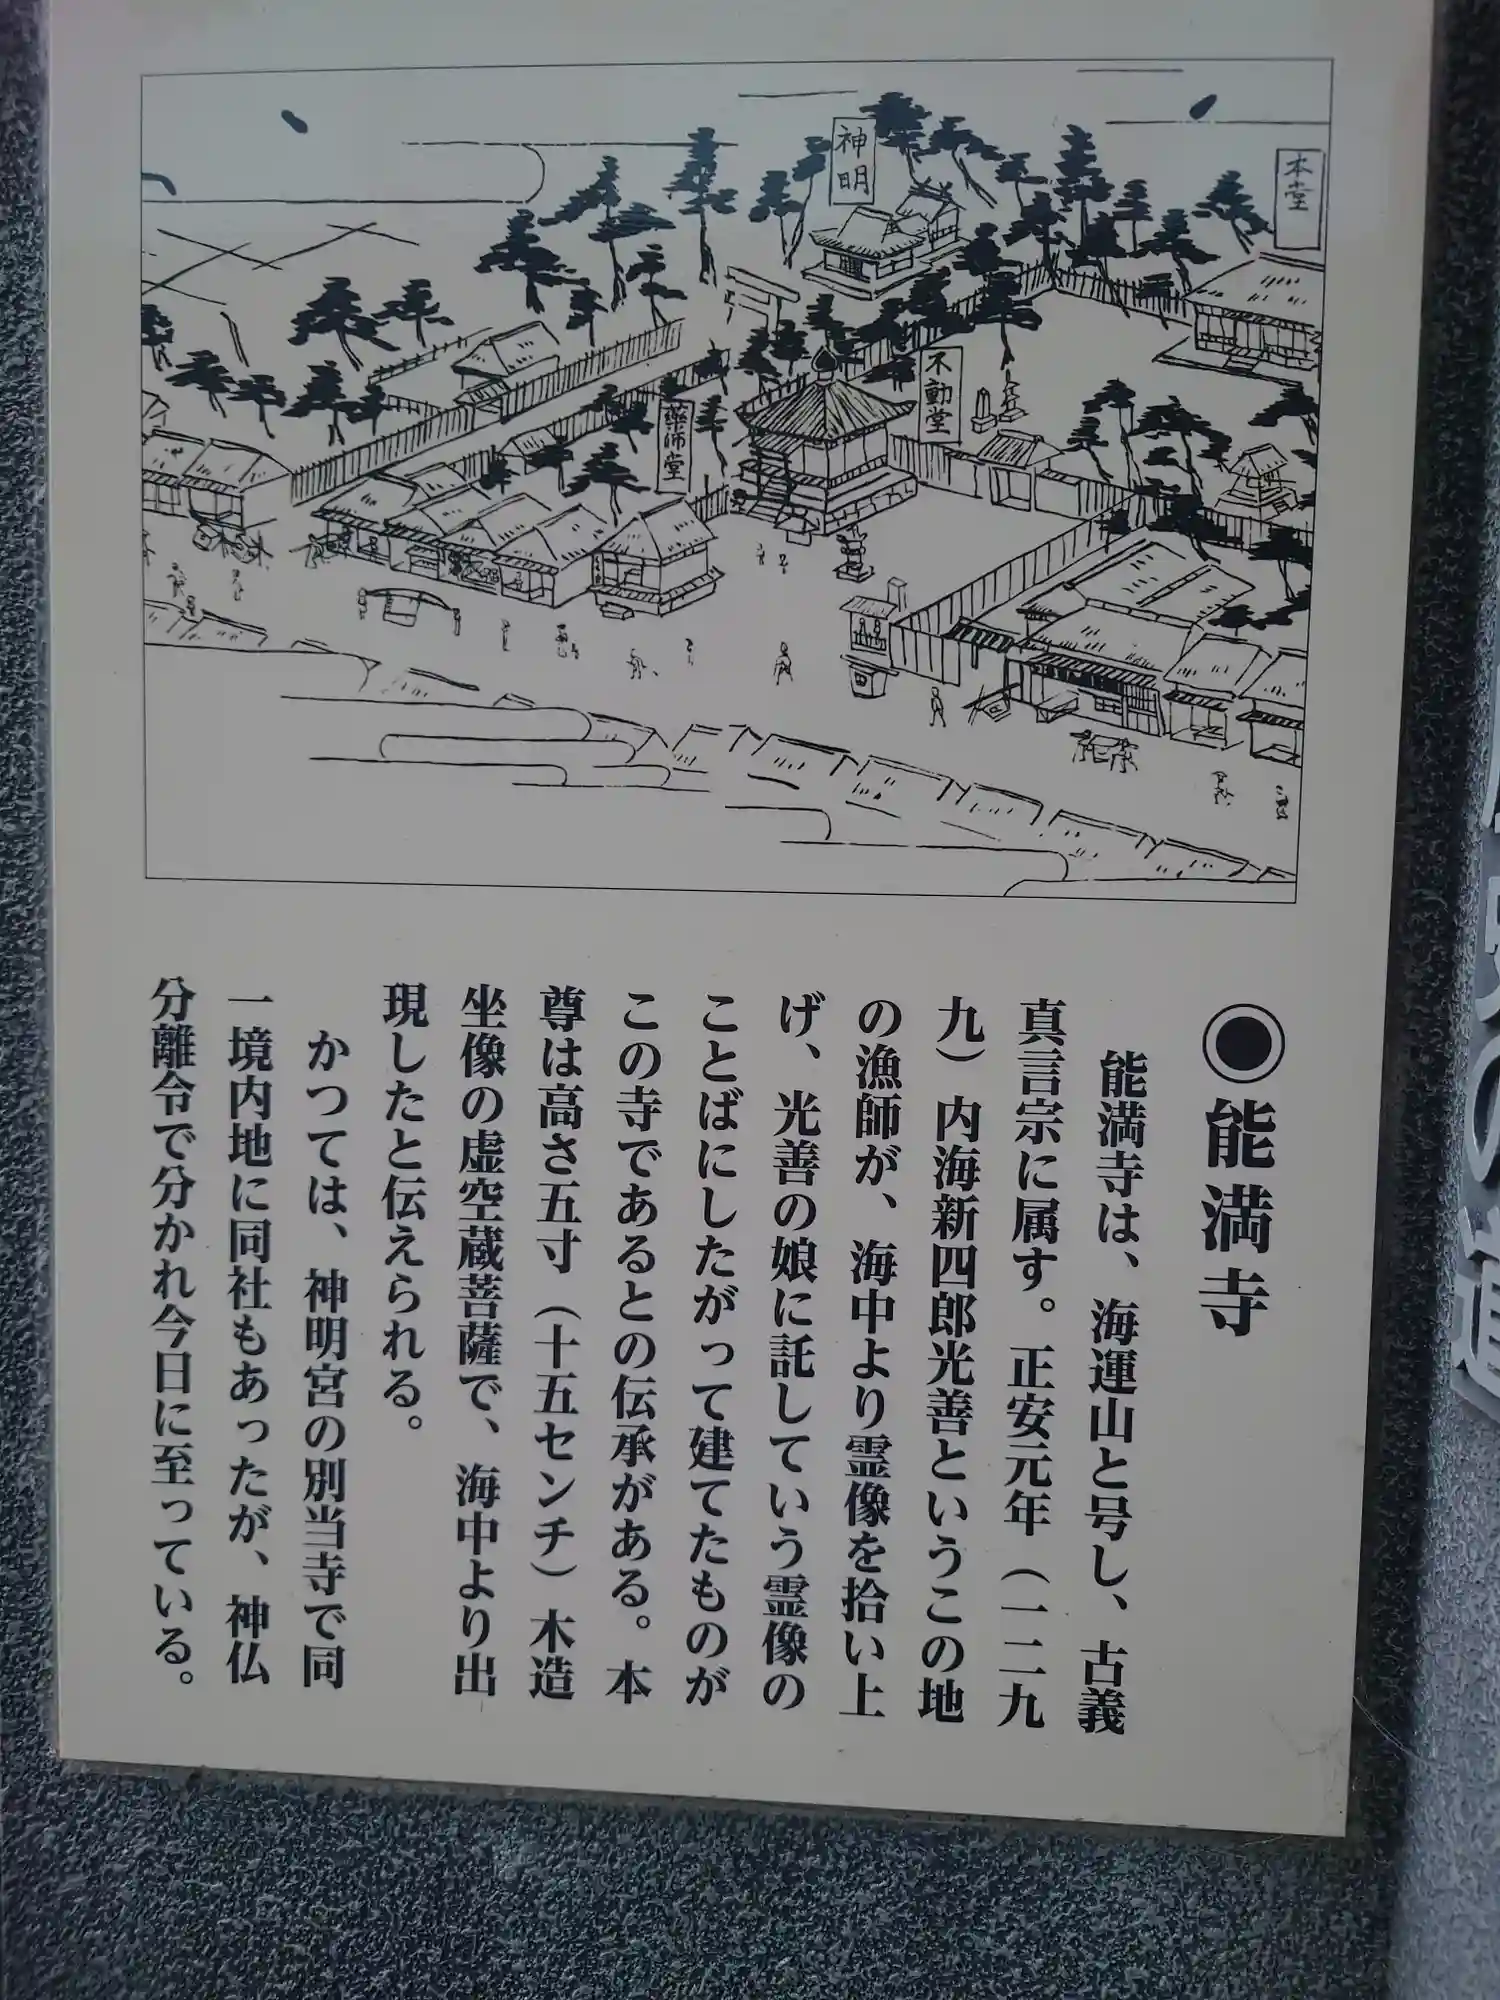 神明
本堂
不動堂
薬師堂
◉能満寺
能満寺は、海運山と号し、古義
真言宗に属す。正安元年（一二九
九）内海新四郎光善というこの地
の漁師が、海中より霊像を拾い上
げ、光善の娘に託していう霊像の
ことばにしたがって建てたものが
この寺であるとの伝承がある。本
尊は高さ五寸（十五センチ）木造
坐像の虚空蔵菩薩で、海中より出
現したと伝えられる。
かつては、神明宮の別当寺で同
一境内地に同社もあったが、神仏
分離令で分かれ今日に至っている。